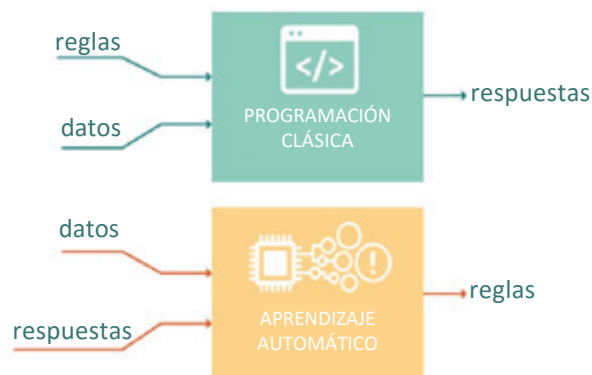 reglas
datos
</>
PROGRAMACIÓN
CLÁSICA
respuestas
datos
respuestas
APRENDIZAJE
AUTOMÁTICO
reglas